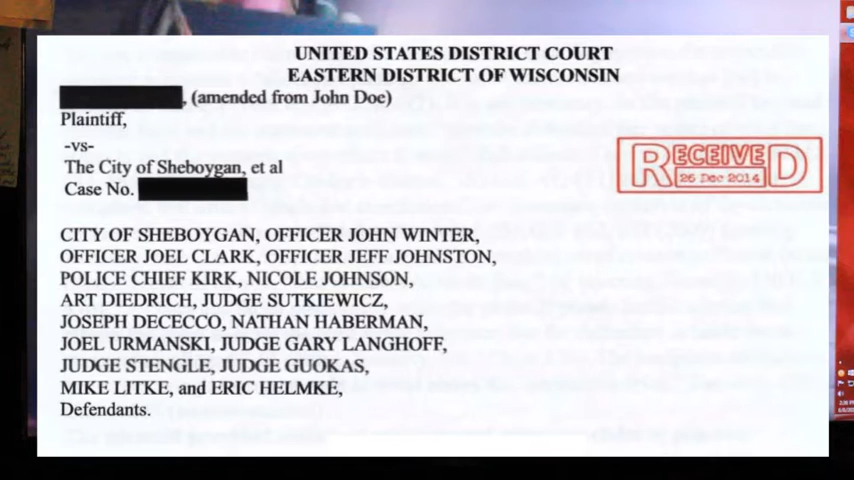 UNITED STATES DISTRICT COURT
EASTERN DISTRICT OF WISCONSIN
, (amended from John Doe)
Plaintiff,
-vs-
The City of Sheboygan, et al
Case No.
RECEIVED
26 Dec 2014
CITY OF SHEBOYGAN, OFFICER JOHN WINTER,
OFFICER JOEL CLARK, OFFICER JEFF JOHNSTON,
POLICE CHIEF KIRK, NICOLE JOHNSON,
ART DIEDRICH, JUDGE SUTKIEWICZ,
JOSEPH DECECCO, NATHAN HABERMAN,
JOEL URMANSKI, JUDGE GARY LANGHOFF,
JUDGE STENGLE, JUDGE GUOKAS,
MIKE LITKE, and ERIC HELMKE,
Defendants.